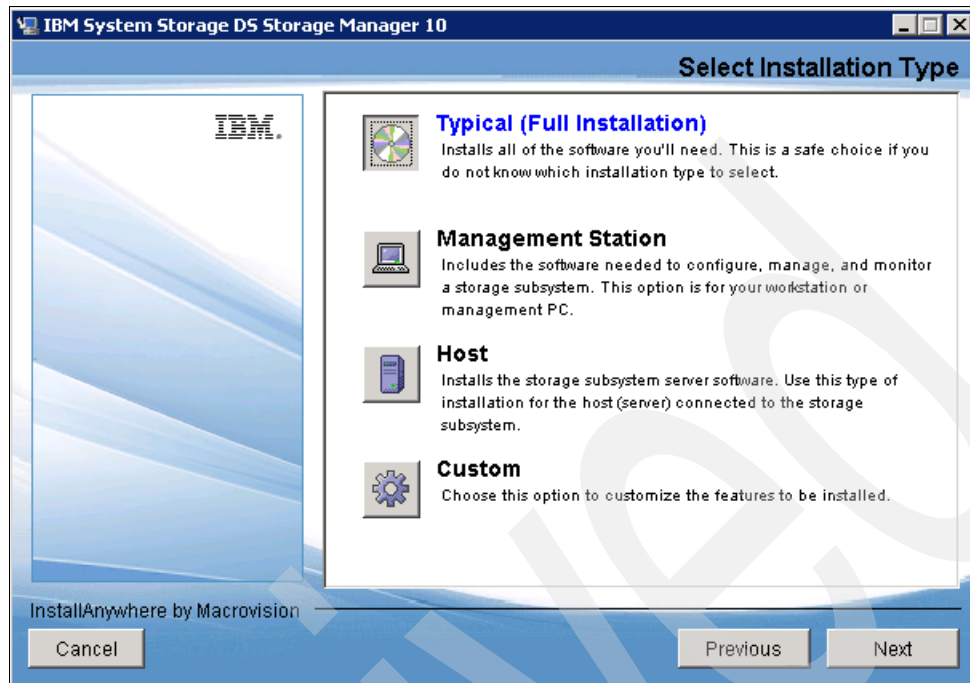 IBM System Storage DS Storage Manager 10
Select Installation Type
IBM.
Typical (Full Installation)
Installs all of the software you'll need. This is a safe choice if you
do not know which installation type to select.
Management Station
Includes the software needed to configure, manage, and monitor
a storage subsystem. This option is for your workstation or
management PC.
Host
Installs the storage subsystem server software. Use this type of
installation for the host (server) connected to the storage
subsystem.
Custom
Choose this option to customize the features to be installed.
InstallAnywhere by Macrovision
Cancel
Previous
Next